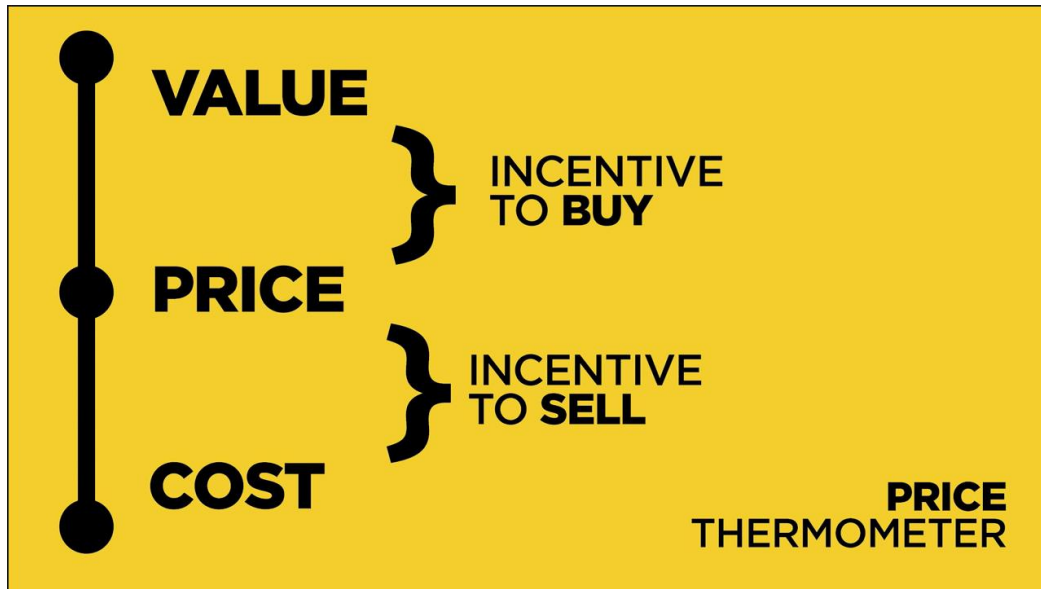 VALUE
INCENTIVE
TO BUY
PRICE
INCENTIVE
TO SELL
COST
PRICE
THERMOMETER